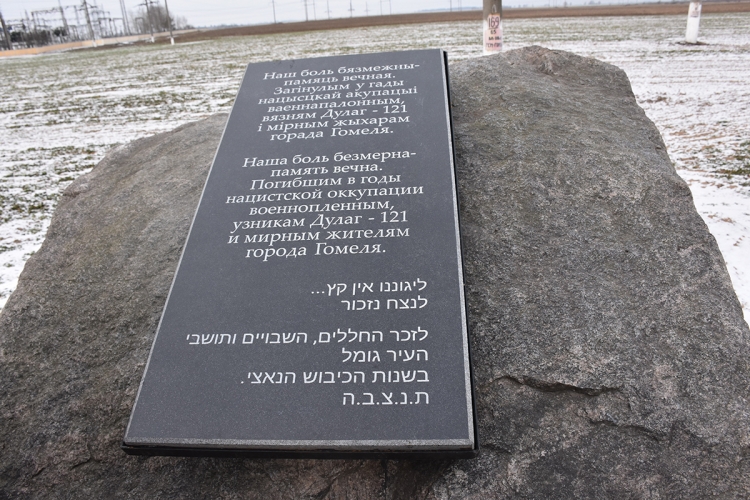 Наш боль бязмежны-
памяць вечная.
Загінулым у гады
нацысцкай акупацыі
ваеннапалонным,
вязням Дулаг - 121
і мірным жыхарам
горада Гомеля.
Наша боль безмерна-
память вечна.
Погибшим в годы
нацистской оккупации
военнопленным,
узникам Дулаг - 121
и мирным жителям
города Гомеля.
ליגוננו אין קץ...
לנצח נזכור
לזכר החללים, השבויים ותושבי
העיר גומל
בשנות הכיבוש הנאצי.
ת.נ.צ.ב.ה
169